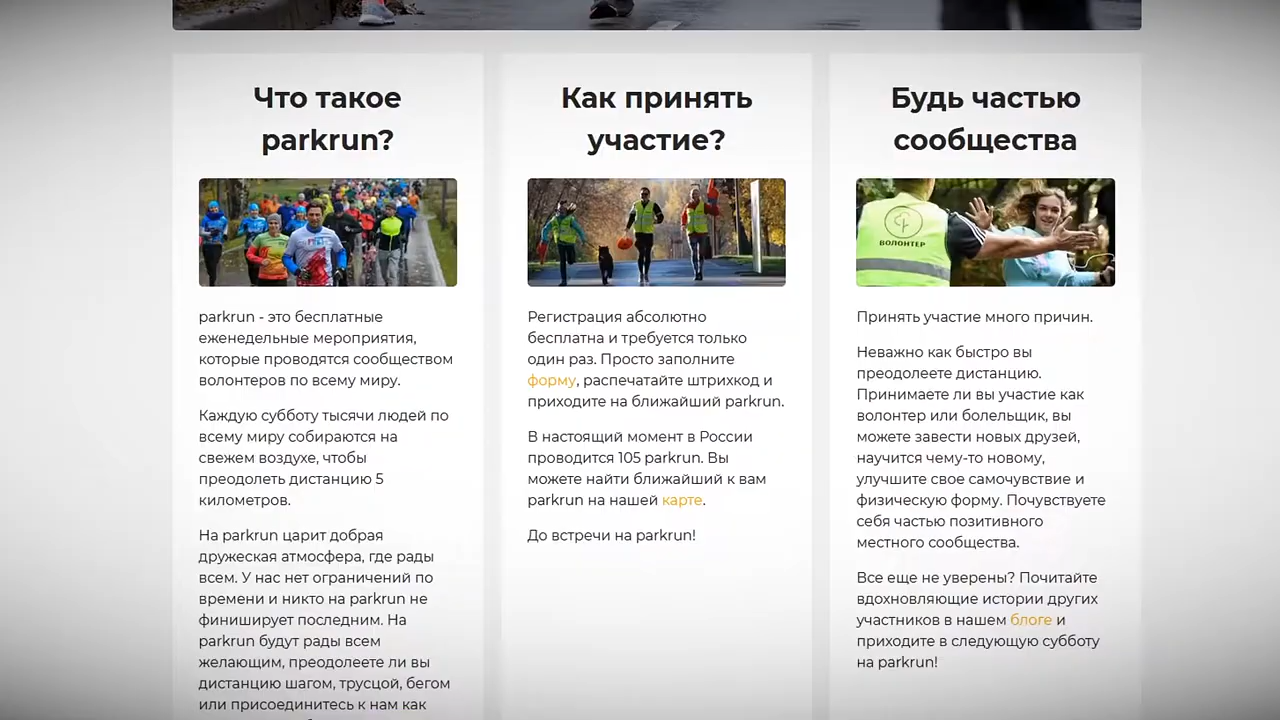 Что такое
parkrun?
parkrun - это бесплатные
еженедельные мероприятия,
которые проводятся сообществом
волонтеров по всему миру.
Каждую субботу тысячи людей по
всему миру собираются на
свежем воздухе, чтобы
преодолеть дистанцию 5
километров.
На parkrun царит добрая
дружеская атмосфера, где рады
всем. У нас нет ограничений по
времени и никто на parkrun не
финиширует последним. На
parkrun будут рады всем
желающим, преодолеете ли вы
дистанцию шагом, трусцой, бегом
или присоединитесь к нам как
Как принять
участие?
Регистрация абсолютно
бесплатна и требуется только
один раз. Просто заполните
форму, распечатайте штрихкод и
приходите на ближайший parkrun.
В настоящий момент в России
проводится 105 parkrun. Вы
можете найти ближайший к вам
parkrun на нашей карте.
До встречи на parkrun!
Будь частью
сообщества
ВОЛОНТЕР
Принять участие много причин.
Неважно как быстро вы
преодолеете дистанцию.
Принимаете ли вы участие как
волонтер или болельщик, вы
можете завести новых друзей,
научится чему-то новому,
улучшите свое самочувствие и
физическую форму. Почувствуете
себя частью позитивного
местного сообщества.
Все еще не уверены? Почитайте
вдохновляющие истории других
участников в нашем блоге и
приходите в следующую субботу
на parkrun!